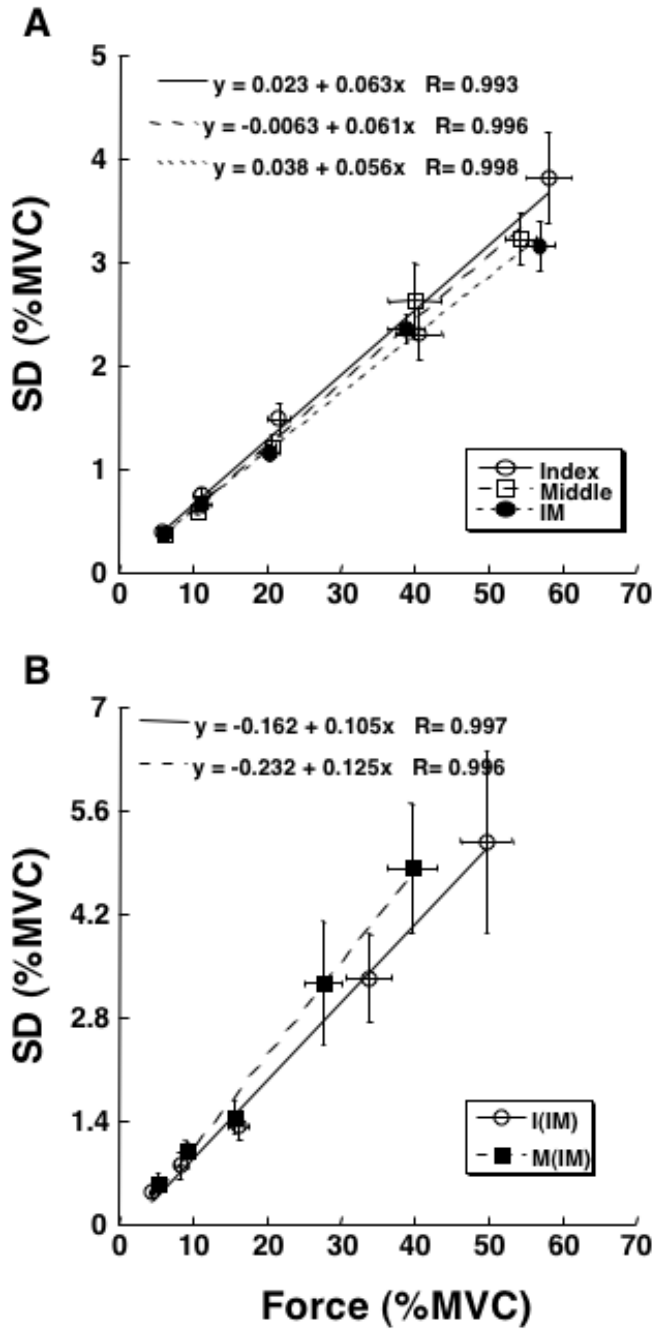 A
5
y = 0.023 + 0.063x R= 0.993
y = -0.0063 + 0.061x R= 0.996
y = 0.038 + 0.056x R= 0.998
4
3
SD (%MVC)
2
1
Index
Middle
IM
0
0 10 20 30 40 50 60 70
B
7
y = -0.162 + 0.105x R= 0.997
y = -0.232 + 0.125x R= 0.996
5.6
4.2
SD (%MVC)
2.8
1.4
I(IM)
M(IM)
0
0 10 20 30 40 50 60 70
Force (%MVC)